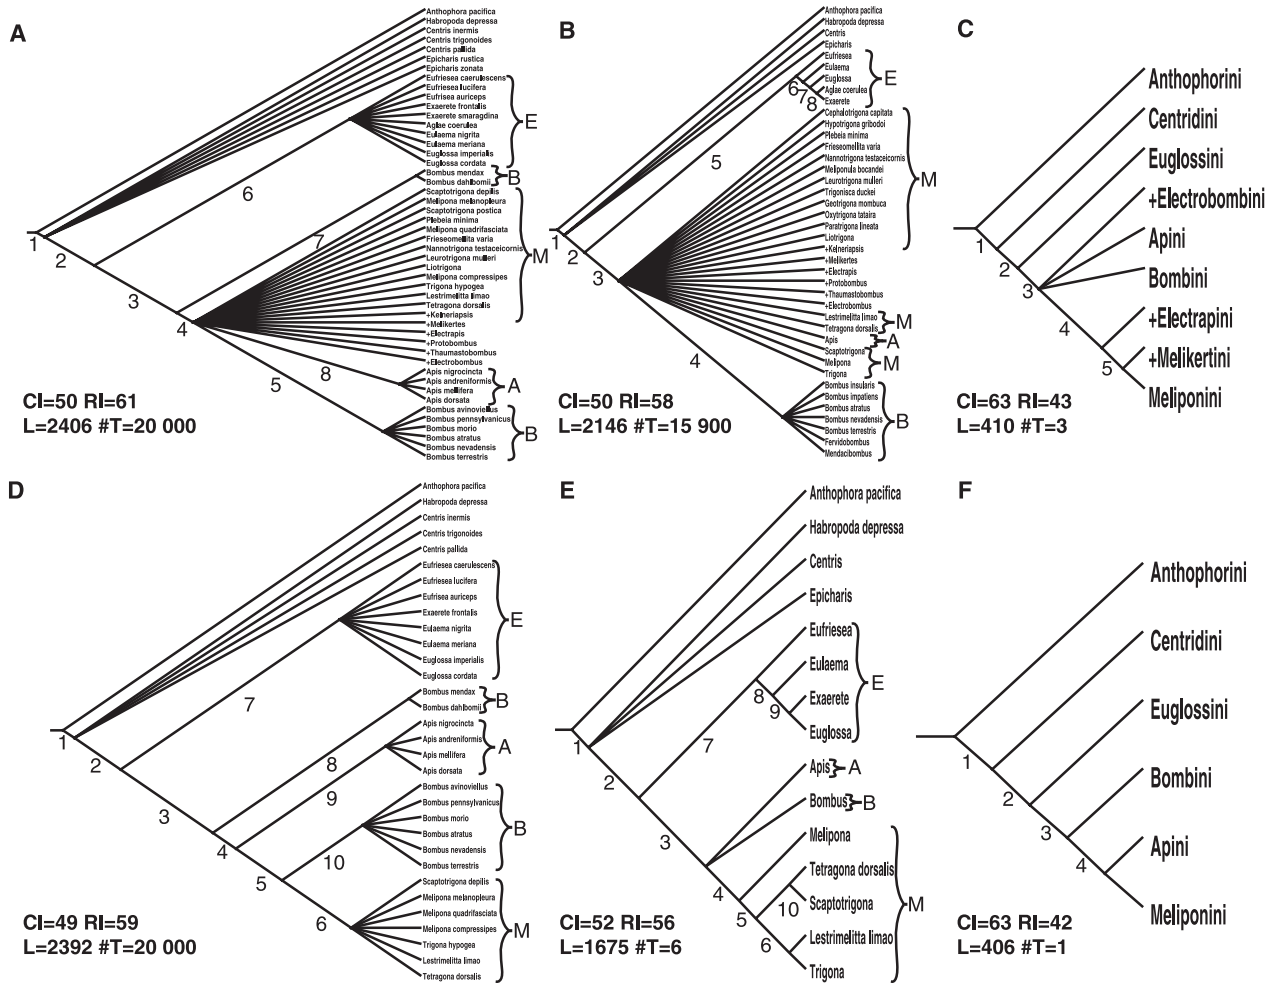 A
Anthophora pacifica
Habropoda depressa
Centris inermis
Centris trigonoides
Centris pallida
Epicharis rustica
Epicharis zonata
Eufriesea caerulescens
Eufriesea lucifera
Eufrisea auriceps
Exaerete frontalis
Exaerete smaragdina
Aglae coerulea
Eulaema nigrita
Eulaema meriana
Euglossa imperialis
Euglossa cordata
E
Bombus mendax
Bombus dahlbomii
B
Scaptotrigona depilis
Melipona melanopleura
Scaptotrigona postica
Plebeia minima
Melipona quadrifasciata
Frieseomelitta varia
Nannotrigona testaceicornis
Leurotrigona mulleri
Liotrigona
Melipona compressipes
Trigona hypogea
Lestrimelitta limao
Tetragona dorsalis
+Kelneriapsis
M
+Melikertes
+Electrapis
+Protobombus
+Thaumastobombus
+Electrobombus
Apis nigrocincta
Apis andreniformis
Apis mellifera
Apis dorsata
A
Bombus avinoviellus
Bombus pennsylvanicus
Bombus morio
Bombus atratus
Bombus nevadensis
Bombus terrestris
B
1
2
3
4
5
6
7
8
CI=50 RI=61
L=2406 #T=20 000
B
Anthophora pacifica
Habropoda depressa
Centris
Epicharis
Eufriesea
Eulaema
Euglossa
Aglae coerulea
Exaerete
E
Cephalotrigona capitata
Hypotrigona gribodoi
Plebeia minima
Frieseomellita varia
Nannotrigona testaceicornis
Meliponula bocandei
Leurotrigona mulleri
Trigonisca duckei
Geotrigona mombuca
Oxytrigona tataira
Paratrigona lineata
Liotrigona
+Kelneriapsis
M
+Melikertes
+Electrapis
+Protobombus
+Thaumastobombus
+Electrobombus
Lestrimelitta limao
Tetragona dorsalis
M
Apis
A
Scaptotrigona
Melipona
Trigona
M
Bombus insularis
Bombus impatiens
Bombus atratus
Bombus nevadensis
Bombus terrestris
Fervidobombus
Mendacibombus
B
1
2
3
4
5
6
7
8
CI=50 RI=58
L=2146 #T=15 900
C
Anthophorini
Centridini
Euglossini
+Electrobombini
Apini
Bombini
+Electrapini
+Melikertini
Meliponini
1
2
3
4
5
CI=63 RI=43
L=410 #T=3
D
Anthophora pacifica
Habropoda depressa
Centris inermis
Centris trigonoides
Centris pallida
Eufriesea caerulescens
Eufriesea lucifera
Eufrisea auriceps
Exaerete frontalis
Eulaema nigrita
Eulaema meriana
Euglossa imperialis
Euglossa cordata
E
Bombus mendax
Bombus dahlbomii
B
Apis nigrocincta
Apis andreniformis
Apis mellifera
Apis dorsata
A
Bombus avinoviellus
Bombus pennsylvanicus
Bombus morio
Bombus atratus
Bombus nevadensis
Bombus terrestris
B
Scaptotrigona depilis
Melipona melanopleura
Melipona quadrifasciata
Melipona compressipes
Trigona hypogea
Lestrimelitta limao
Tetragona dorsalis
M
1
2
3
4
5
6
7
8
9
10
CI=49 RI=59
L=2392 #T=20 000
E
Anthophora pacifica
Habropoda depressa
Centris
Epicharis
Eufriesea
Eulaema
Exaerete
Euglossa
E
Apis
A
Bombus
B
Melipona
Tetragona dorsalis
Scaptotrigona
Lestrimelitta limao
Trigona
M
1
2
3
4
5
6
7
8
9
10
CI=52 RI=56
L=1675 #T=6
F
Anthophorini
Centridini
Euglossini
Bombini
Apini
Meliponini
1
2
3
4
CI=63 RI=42
L=406 #T=1